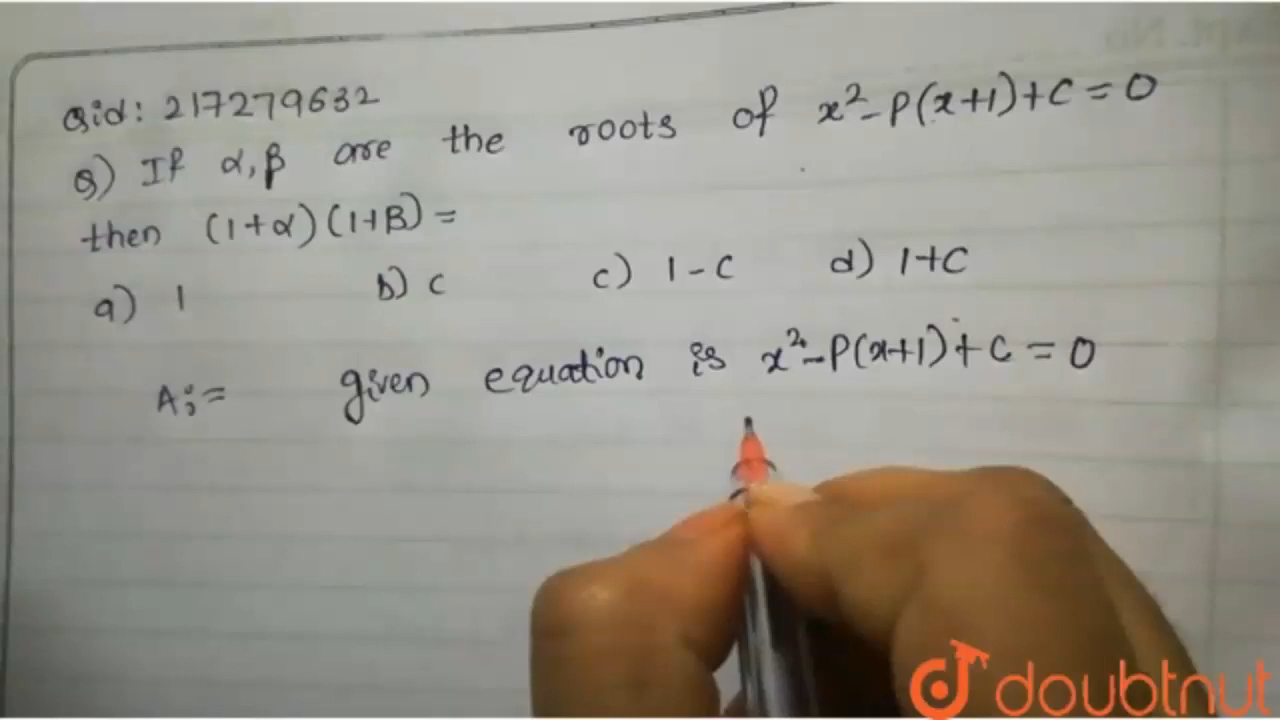 Qid: 217279632
Q) If α,β are the roots of x²-P(x+1)+C=0
then (1+α)(1+β)=
a) 1 b) C c) 1-C d) 1+C
A:= given equation is x²-P(x+1)+C=0
doubtnut